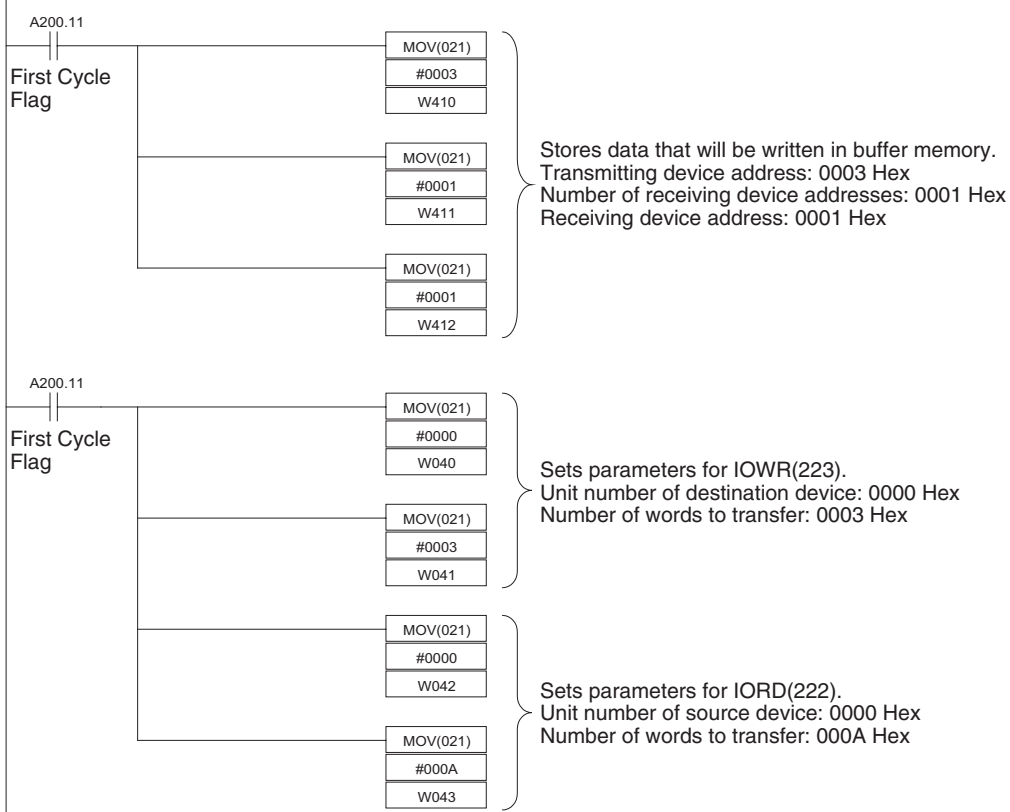 A200.11
First Cycle
Flag
MOV(021)
#0003
W410
MOV(021)
#0001
W411
MOV(021)
#0001
W412
Stores data that will be written in buffer memory.
Transmitting device address: 0003 Hex
Number of receiving device addresses: 0001 Hex
Receiving device address: 0001 Hex
A200.11
First Cycle
Flag
MOV(021)
#0000
W040
MOV(021)
#0003
W041
Sets parameters for IOWR(223).
Unit number of destination device: 0000 Hex
Number of words to transfer: 0003 Hex
MOV(021)
#0000
W042
MOV(021)
#000A
W043
Sets parameters for IORD(222).
Unit number of source device: 0000 Hex
Number of words to transfer: 000A Hex